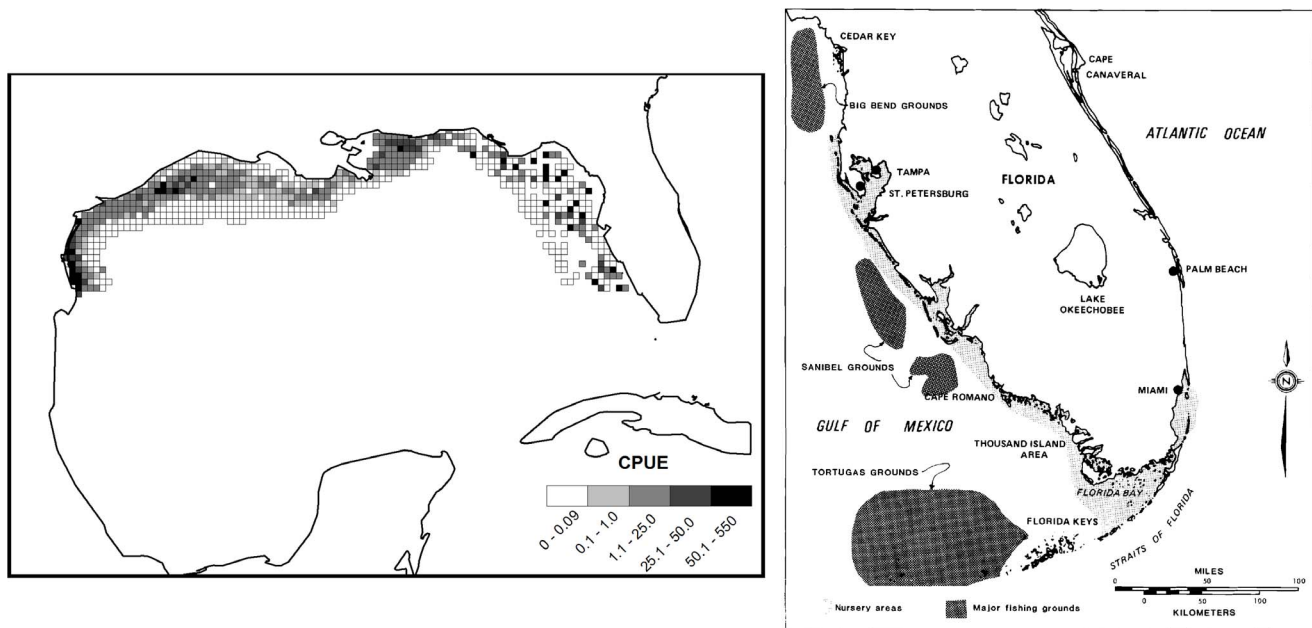 CPUE
0 - 0.09
0.1 - 1.0
1.1 - 25.0
25.1 - 50.0
50.1 - 550
CEDAR KEY
CAPE
CANAVERAL
BIG BEND GROUNDS
ATLANTIC OCEAN
TAMPA
FLORIDA
ST. PETERSBURG
PALM BEACH
LAKE
OKEECHOBEE
SANIBEL GROUNDS
N
MIAMI
CAPE ROMANO
GULF OF MEXICO
THOUSAND ISLAND
AREA
TORTUGAS GROUNDS
FLORIDA BAY
FLORIDA KEYS
STRAITS OF FLORIDA
MILES
0 50 100
0 50 100
KILOMETERS
Nursery areas
Major fishing grounds